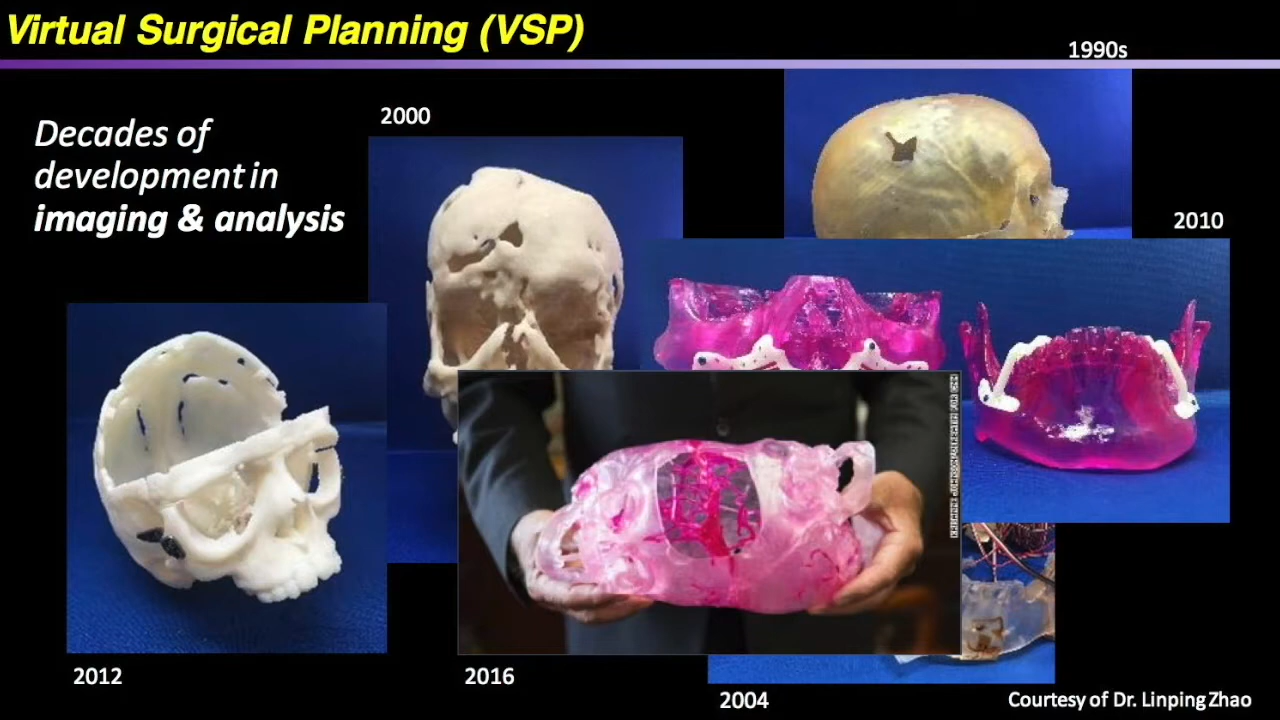 Virtual Surgical Planning (VSP)
1990s
Decades of
development in
imaging & analysis
2000
2010
2012
2016
2004
Courtesy of Dr. Linping Zhao